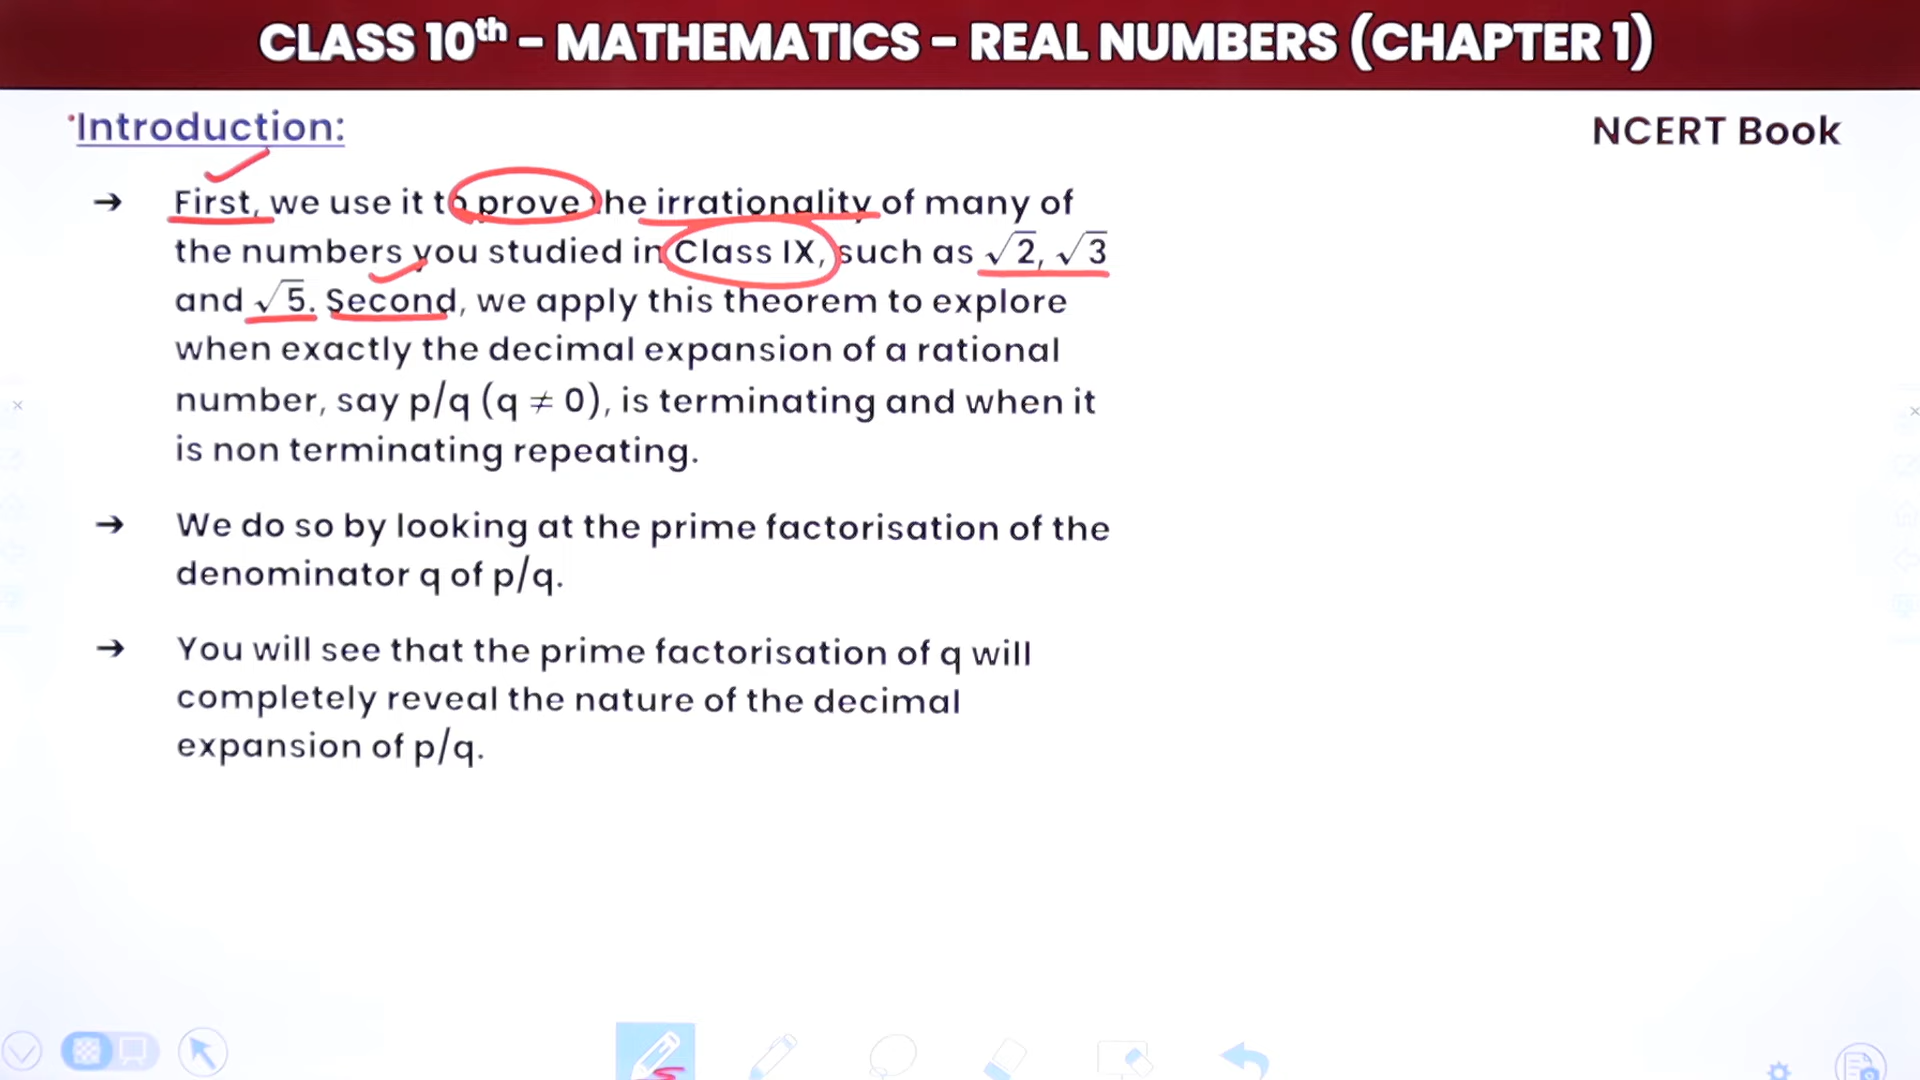 CLASS 10th - MATHEMATICS - REAL NUMBERS (CHAPTER 1)
Introduction:
NCERT Book
→ First, we use it to prove the irrationality of many of
the numbers you studied in Class IX, such as √2, √3
and √5. Second, we apply this theorem to explore
when exactly the decimal expansion of a rational
number, say p/q (q ≠ 0), is terminating and when it
is non terminating repeating.
→ We do so by looking at the prime factorisation of the
denominator q of p/q.
→ You will see that the prime factorisation of q will
completely reveal the nature of the decimal
expansion of p/q.